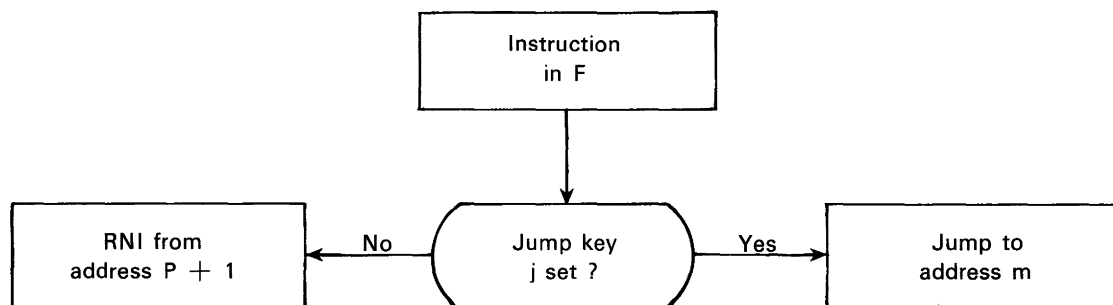 Instruction
in F
RNI from
address P + 1
No
Jump key
j set ?
Yes
Jump to
address m